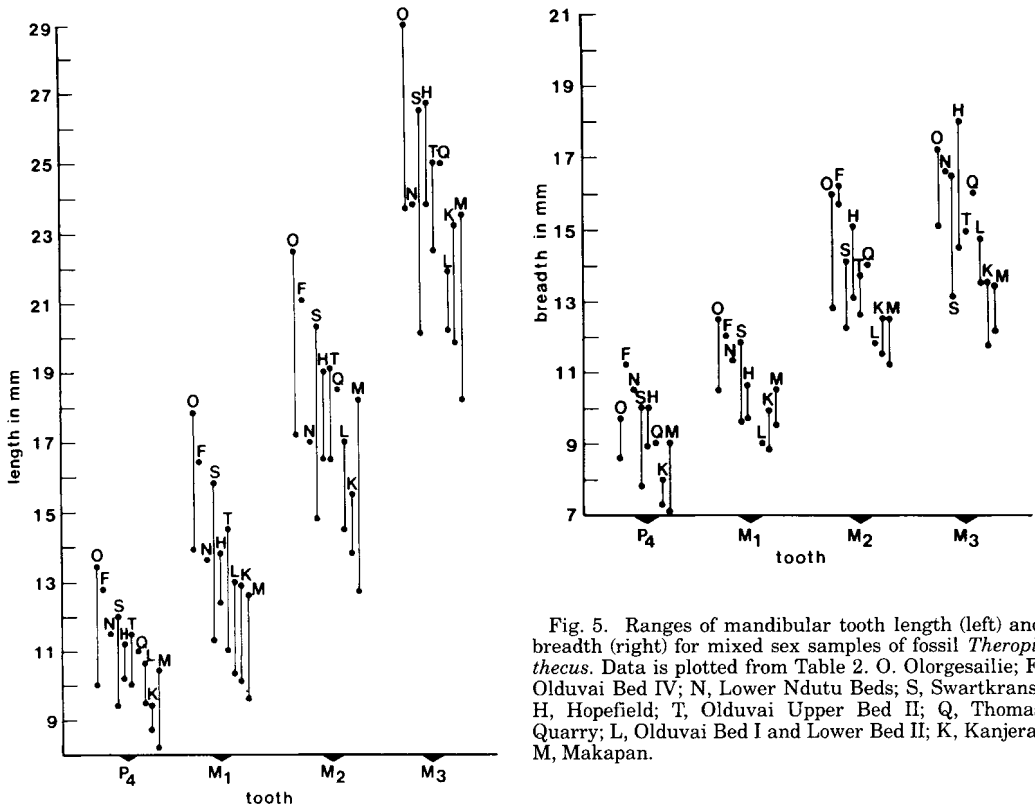 29
27
25
23
21
19
17
15
13
11
9
length in mm
O F N S H T Q L K M
O F N S H T L K M
O F N S H T Q L K M
O N S H T Q L K M
P4 M1 M2 M3
tooth
21
19
17
15
13
11
9
7
breadth in mm
O F N S H Q K M
O F N S H L K M
O F S H T Q L K M
O N S H T Q L K M
P4 M1 M2 M3
tooth
Fig. 5. Ranges of mandibular tooth length (left) and
breadth (right) for mixed sex samples of fossil Theropi
thecus. Data is plotted from Table 2. O. Olorgesailie; F
Olduvai Bed IV; N, Lower Ndutu Beds; S, Swartkrans
H, Hopefield; T, Olduvai Upper Bed II; Q, Thomas
Quarry; L, Olduvai Bed I and Lower Bed II; K, Kanjera
M, Makapan.